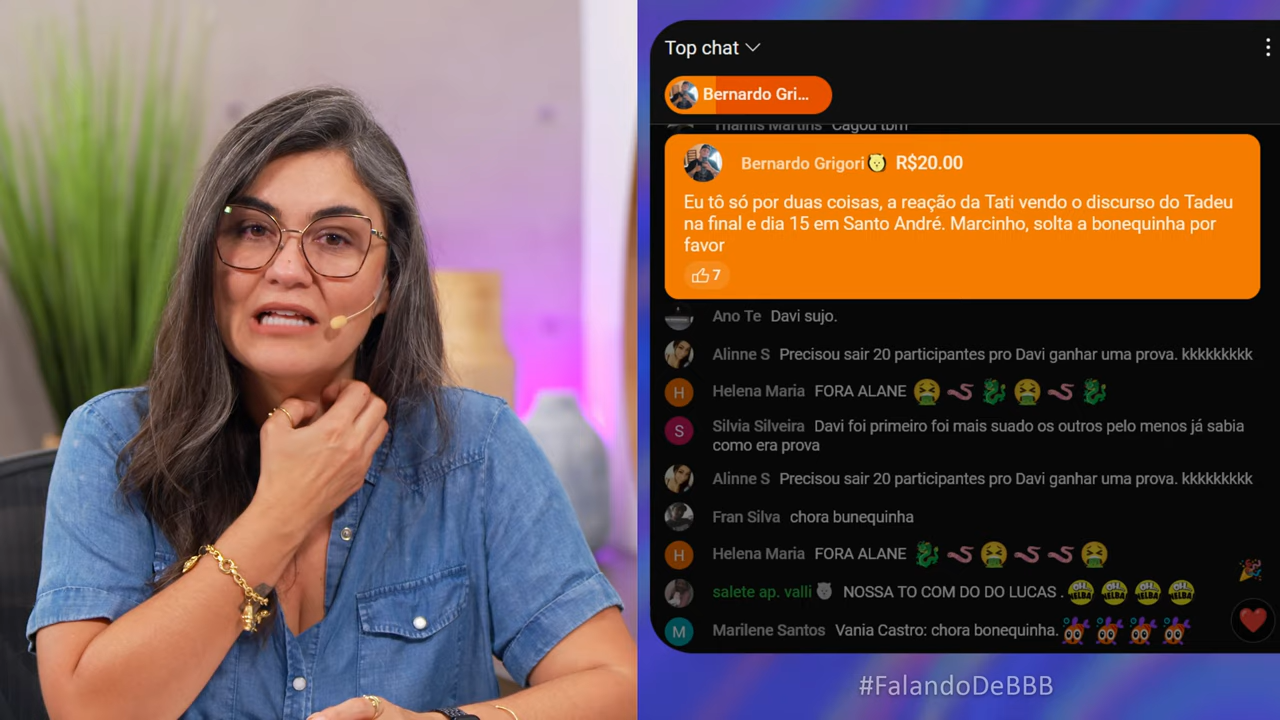 Top chat
Bernardo Gri...
Thamis Martins Cagou tbm
Bernardo Grigori R$20.00
Eu tô só por duas coisas, a reação da Tati vendo o discurso do Tadeu
na final e dia 15 em Santo André. Marcinho, solta a bonequinha por
favor
7
Ano Te Davi sujo.
Alinne S Precisou sair 20 participantes pro Davi ganhar uma prova. kkkkkkkkk
H Helena Maria FORA ALANE
S Silvia Silveira Davi foi primeiro foi mais suado os outros pelo menos já sabia
como era prova
Alinne S Precisou sair 20 participantes pro Davi ganhar uma prova. kkkkkkkkk
Fran Silva chora bunequinha
H Helena Maria FORA ALANE
salete ap. valli NOSSA TO COM DO DO LUCAS .
M Marilene Santos Vania Castro: chora bonequinha.
#FalandoDeBBB